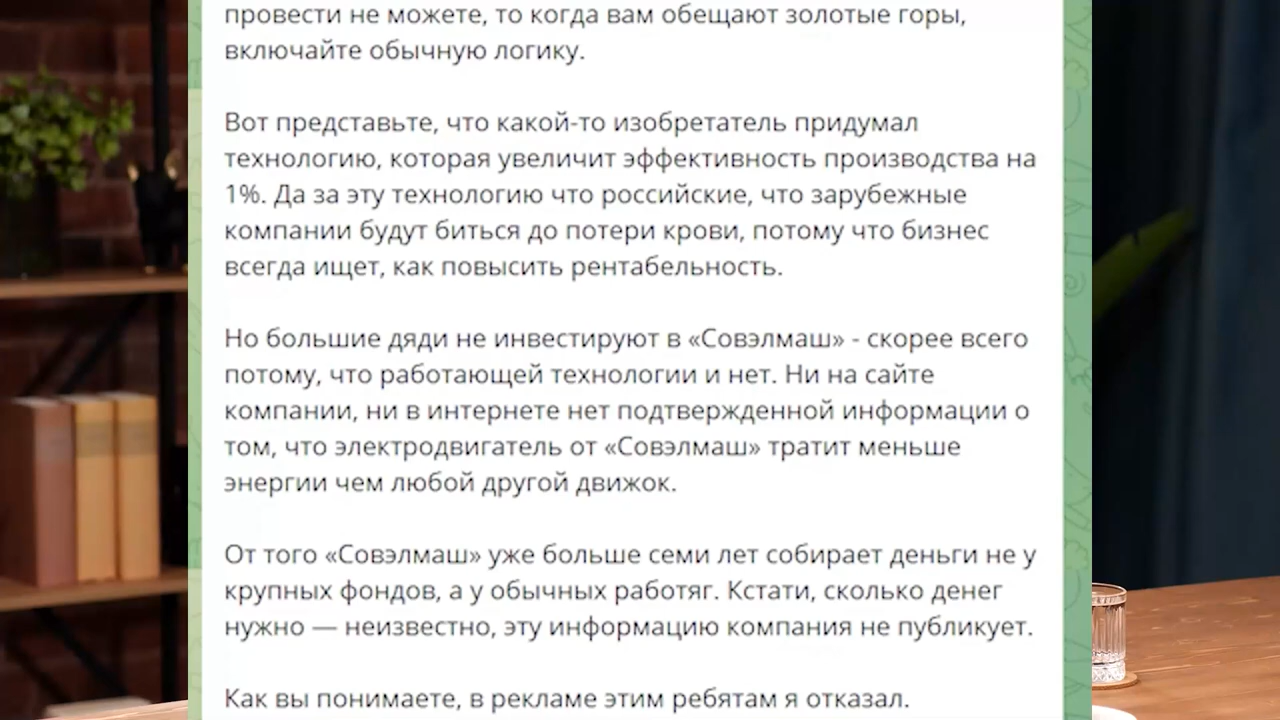 провести не можете, то когда вам обещают золотые горы,
включайте обычную логику.
Вот представьте, что какой-то изобретатель придумал
технологию, которая увеличит эффективность производства на
1%. Да за эту технологию что российские, что зарубежные
компании будут биться до потери крови, потому что бизнес
всегда ищет, как повысить рентабельность.
Но большие дяди не инвестируют в «Совэлмаш» - скорее всего
потому, что работающей технологии и нет. Ни на сайте
компании, ни в интернете нет подтвержденной информации о
том, что электродвигатель от «Совэлмаш» тратит меньше
энергии чем любой другой движок.
От того «Совэлмаш» уже больше семи лет собирает деньги не у
крупных фондов, а у обычных работяг. Кстати, сколько денег
нужно — неизвестно, эту информацию компания не публикует.
Как вы понимаете, в рекламе этим ребятам я отказал.